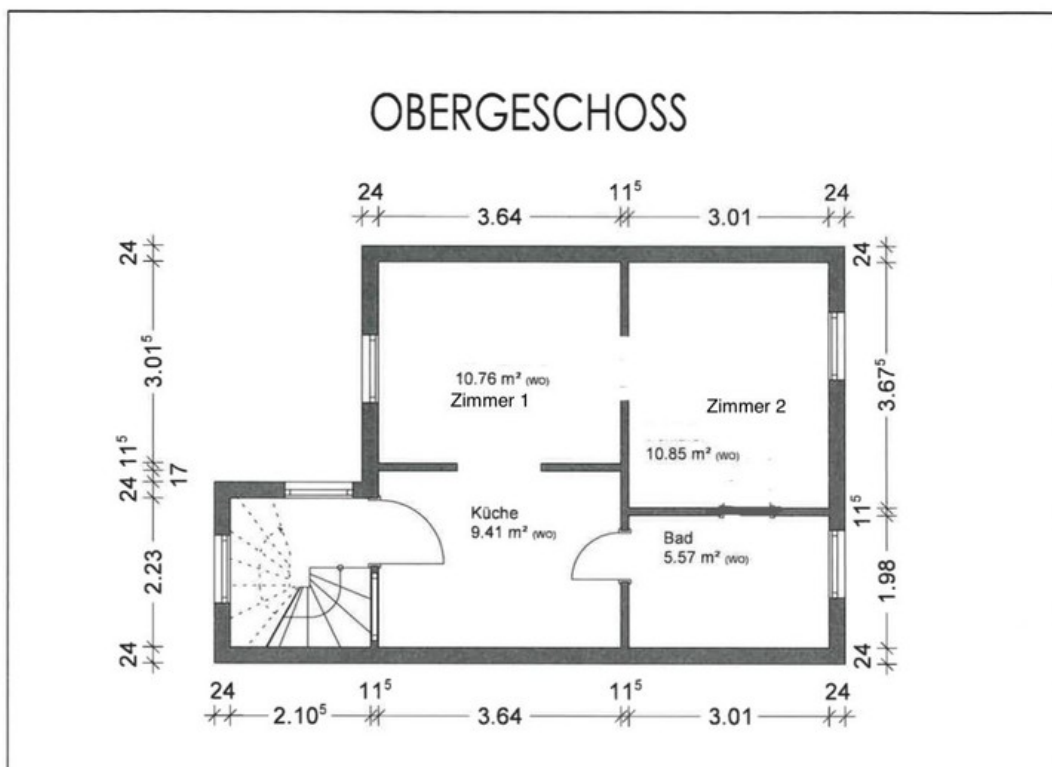 OBERGESCHOSS
24 11⁵ 24
3.64 3.01
24 24
3.01⁵ 3.67⁵
10.76 m² (WO)
Zimmer 1 Zimmer 2
10.85 m² (WO)
11⁵
17
24
Küche 11⁵
9.41 m² (WO)
Bad
5.57 m² (WO)
2.23 1.98
24 24
24 11⁵ 11⁵ 24
2.10⁵ 3.64 3.01